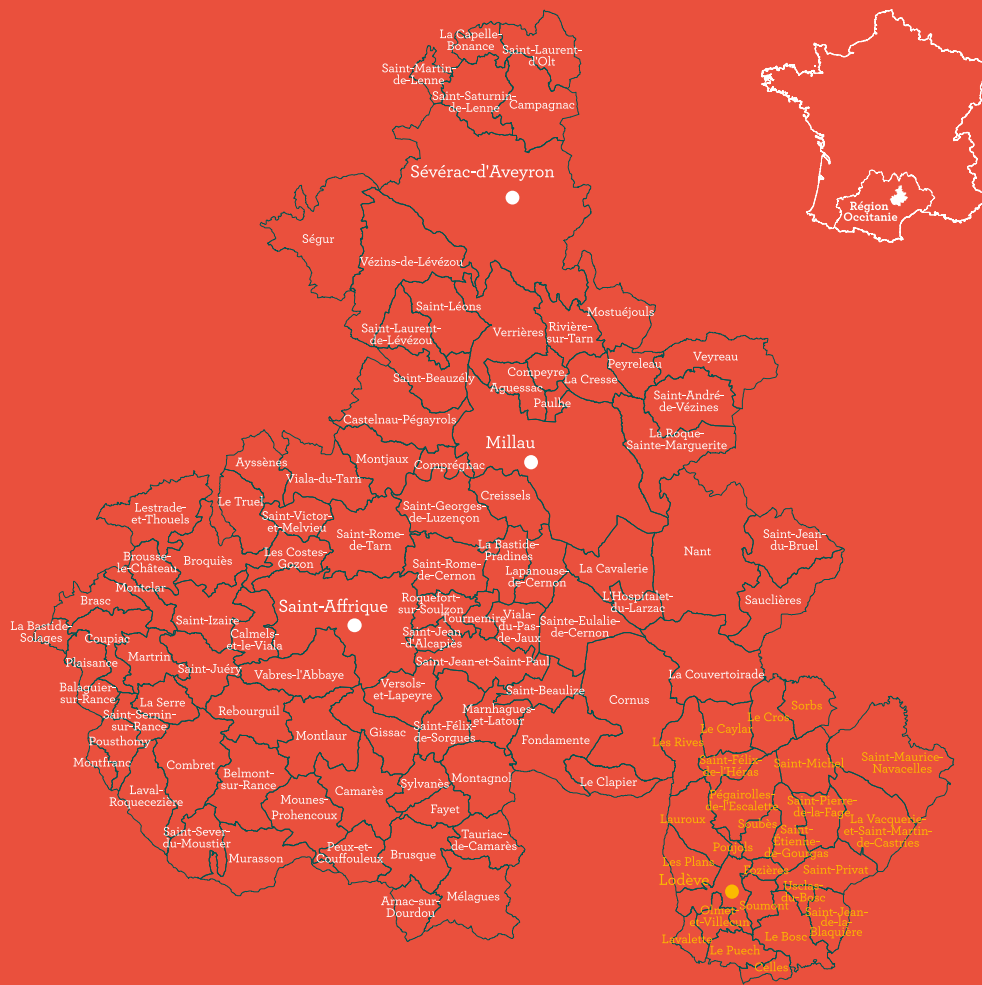 La Capelle-
Bonance
Saint-Laurent-
d'Olt
Saint-Martin-
de-Lenne
Saint-Saturnin-
de-Lenne
Campagnac
Sévérac-d'Aveyron
Région
Occitanie
Ségur
Vézins-de-Lévézou
Saint-Léons
Mostuéjouls
Saint-Laurent-
de-Lévézou
Verrières
Rivière-
sur-Tarn
Peyreleau
Veyreau
Saint-Beauzély
Compeyre
Aguessac
La Cresse
Paulhe
Saint-André-
de-Vézines
Castelnau-Pégayrols
Millau
La Roque-
Sainte-Marguerite
Ayssènes
Montjaux
Comprégnac
Viala-du-Tarn
Creissels
Lestrade-
et-Thouels
Le Truel
Saint-Victor-
et-Melvieu
Saint-Georges-
de-Luzençon
Saint-Rome-
de-Tarn
Saint-Jean-
du-Bruel
Nant
La Bastide-
Pradines
Brousse-
le-Château
Broquiès
Les Costes-
Gozon
Saint-Rome-
de-Cernon
Lapanouse-
de-Cernon
La Cavalerie
Montclar
Brasc
Saint-Affrique
Roquefort-
sur-Soulzon
L'Hospitalet-
du-Larzac
Sauclières
La Bastide-
Solages
Coupiac
Saint-Izaire
Calmels-
et-le-Viala
Tournemire
Viala-
du-Pas-
de-Jaux
Sainte-Eulalie-
de-Cernon
Saint-Jean
-d'Alcapiès
Plaisance
Martrin
Saint-Juéry
Vabres-l'Abbaye
Saint-Jean-et-Saint-Paul
La Couvertoirade
Balaguier-
sur-Rance
La Serre
Saint-Sernin-
sur-Rance
Rebourguil
Versols-
et-Lapeyre
Saint-Beaulize
Cornus
Marnhagues-
et-Latour
Pousthomy
Montlaur
Gissac
Saint-Félix-
de-Sorgues
Fondamente
Montfranc
Combret
Belmont-
sur-Rance
Laval-
Roquecezière
Camarès
Sylvanès
Montagnol
Le Clapier
Mounes-
Prohencoux
Fayet
Saint-Sever-
du-Moustier
Murasson
Peux-et-
Couffouleux
Brusque
Tauriac-
de-Camarès
Arnac-sur-
Dourdou
Mélagues
Sorbs
Le Cros
Le Caylar
Les Rives
Saint-Félix-
de-l'Héras
Saint-Michel
Saint-Maurice-
Navacelles
Pégairolles-
de-l'Escalette
Saint-Pierre-
de-la-Fage
Lauroux
Soubès
Saint-
Étienne-
de-Gourgas
La Vacquerie-
et-Saint-Martin-
de-Castries
Poujols
Les Plans
Fozières
Saint-Privat
Lodève
Usclas-
du-Bosc
Soumont
Olmet-
et-Villecun
Saint-Jean-
de-la-
Blaquière
Lavalette
Le Bosc
Le Puech
Celles